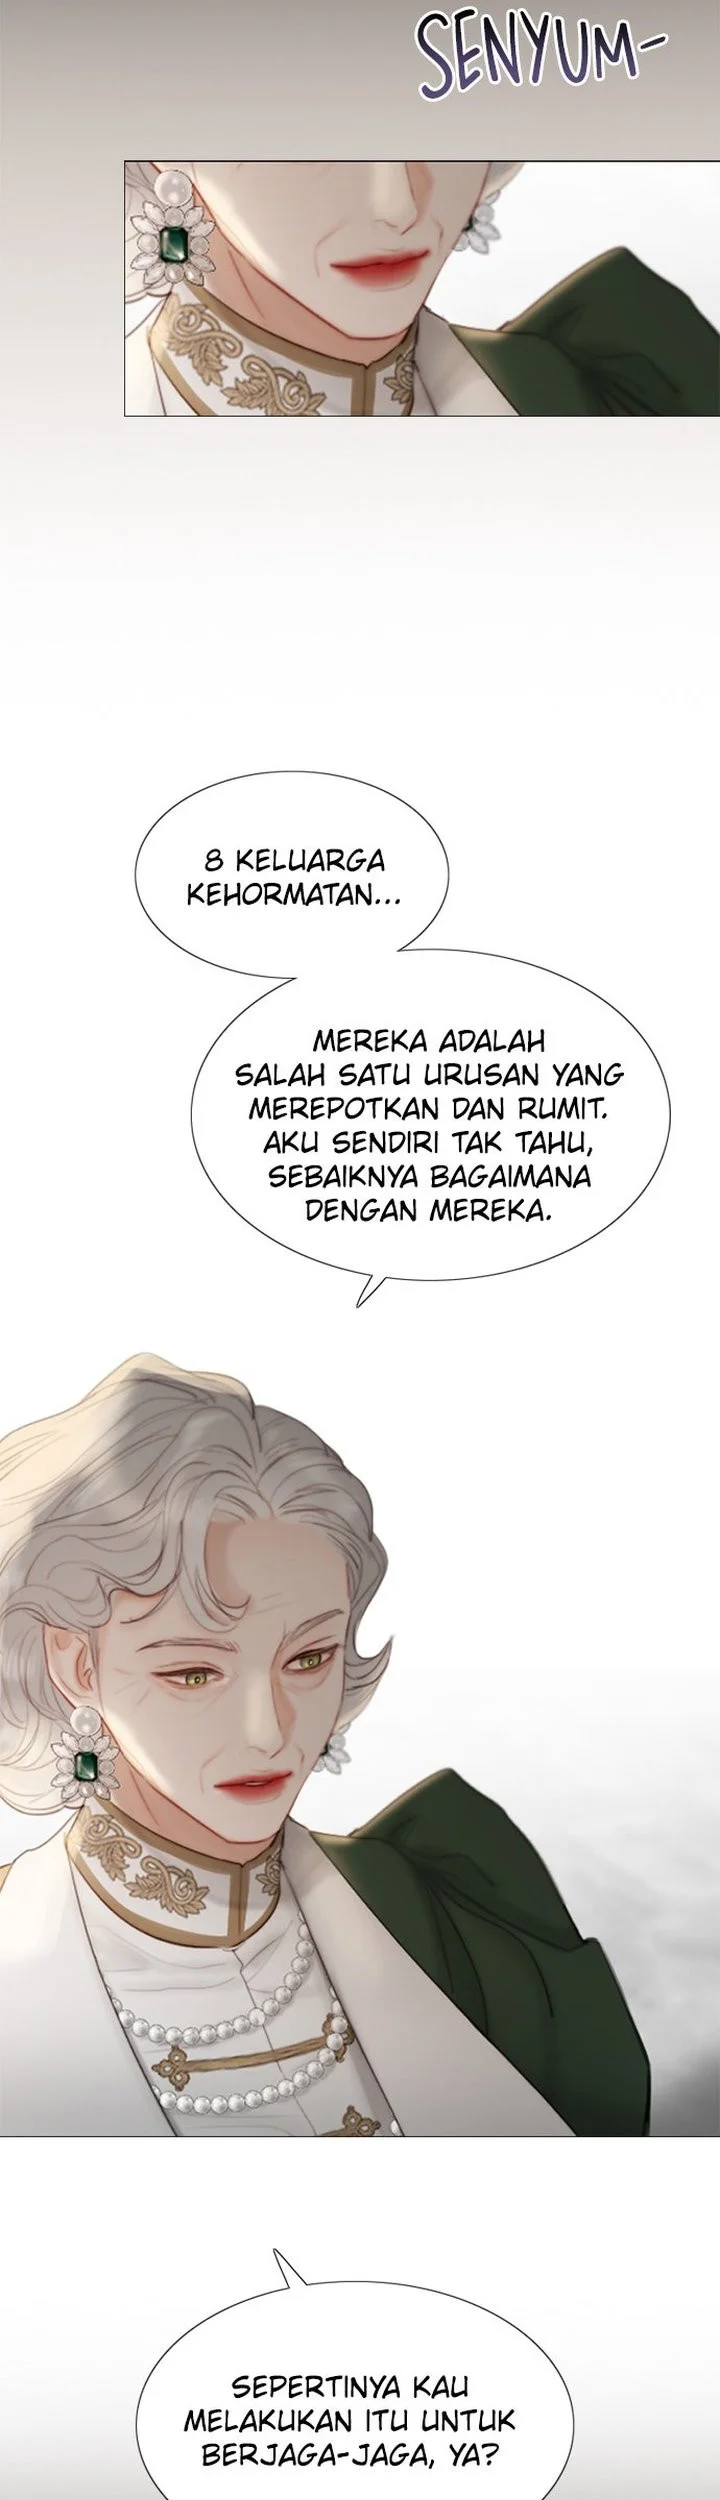 SENYUM-
8 KELUARGA
KEHORMATAN...
MEREKA ADALAH
SALAH SATU URUSAN YANG
MEREPOTKAN DAN RUMIT.
AKU SENDIRI TAK TAHU,
SEBAIKNYA BAGAIMANA
DENGAN MEREKA.
SEPERTINYA KAU
MELAKUKAN ITU UNTUK
BERJAGA-JAGA, YA?